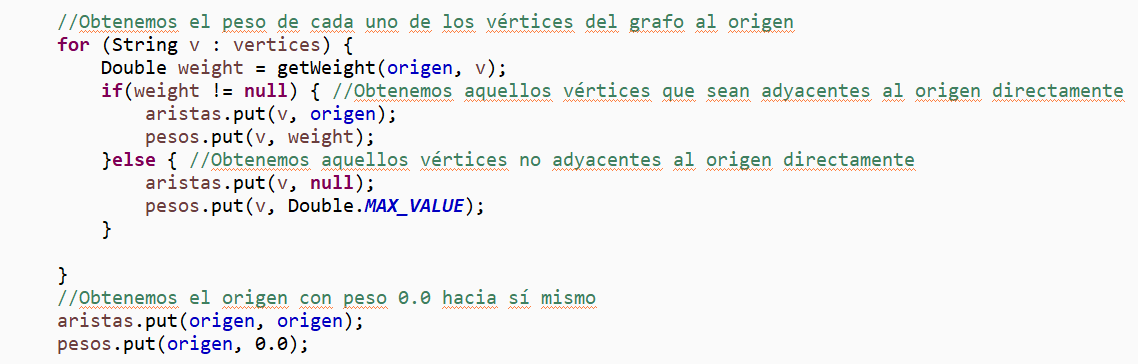 //Obtenemos el peso de cada uno de los vértices del grafo al origen
for (String v : vertices) {
    Double weight = getWeight(origen, v);
    if(weight != null) { //Obtenemos aquellos vértices que sean adyacentes al origen directamente
        aristas.put(v, origen);
        pesos.put(v, weight);
    }else { //Obtenemos aquellos vértices no adyacentes al origen directamente
        aristas.put(v, null);
        pesos.put(v, Double.MAX_VALUE);
    }
}
//Obtenemos el origen con peso 0.0 hacia sí mismo
aristas.put(origen, origen);
pesos.put(origen, 0.0);